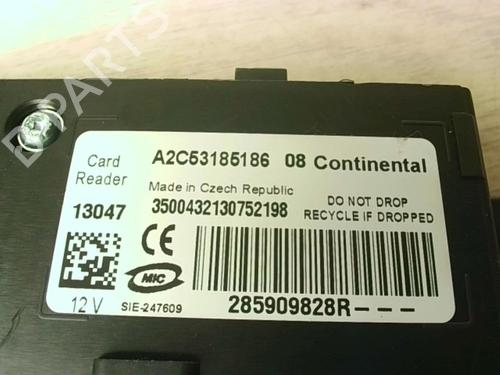 B-PARTS
Card Reader
A2C53185186 08 Continental
Made in Czech Republic
13047
3500432130752198
DO NOT DROP
RECYCLE IF DROPPED
CE
MIC
12 V
SIE-247609
285909828R---